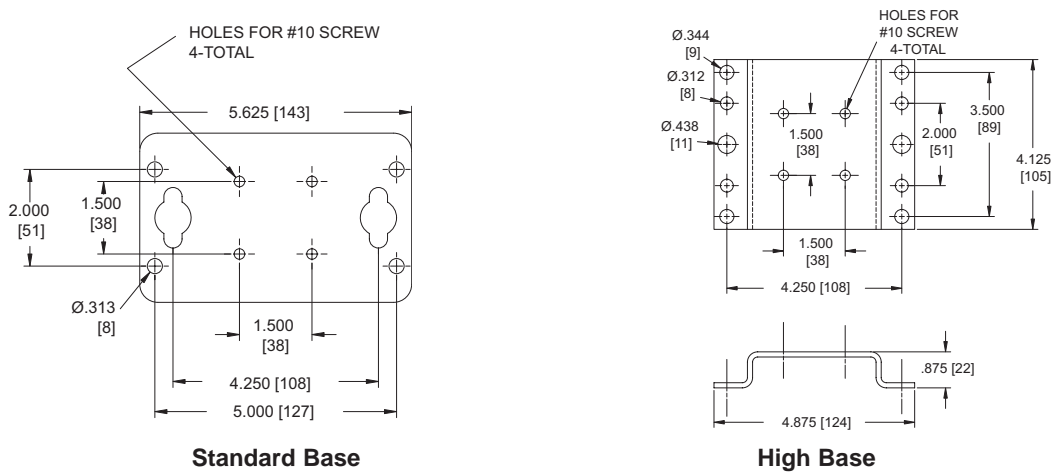 HOLES FOR #10 SCREW
4-TOTAL
5.625 [143]
2.000
[51]
1.500
[38]
Ø.313
[8]
1.500
[38]
4.250 [108]
5.000 [127]
Standard Base
HOLES FOR
#10 SCREW
4-TOTAL
Ø.344
[9]
Ø.312
[8]
Ø.438
[11]
1.500
[38]
2.000
[51]
3.500
[89]
4.125
[105]
1.500
[38]
4.250 [108]
.875 [22]
4.875 [124]
High Base